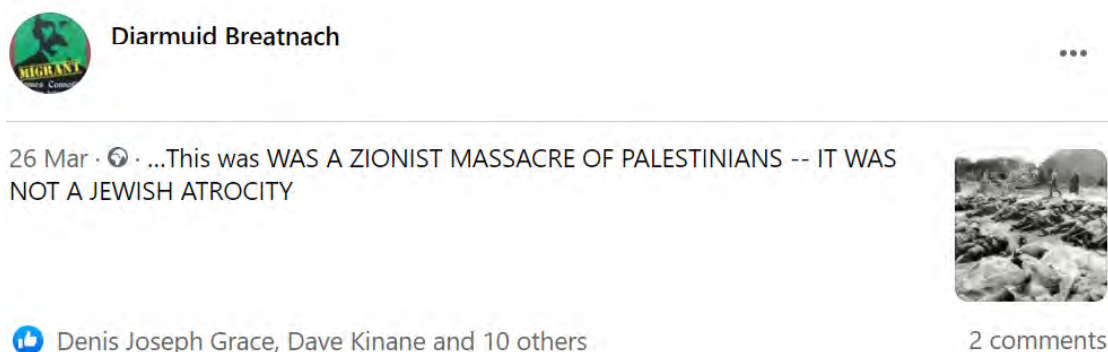 Diarmuid Breatnach
MIGRANT
26 Mar · ...This was WAS A ZIONIST MASSACRE OF PALESTINIANS -- IT WAS
NOT A JEWISH ATROCITY
Denis Joseph Grace, Dave Kinane and 10 others
2 comments